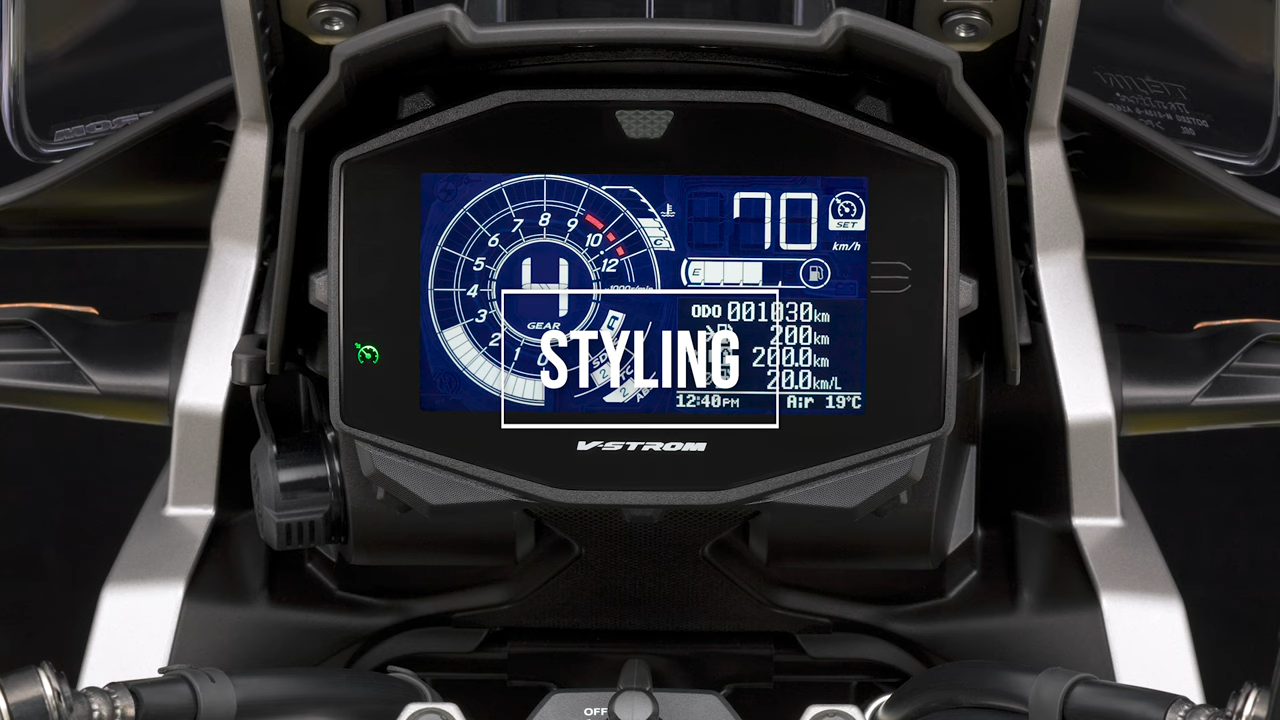 70
SET
km/h
E
C
8
7
9
6
10
5
12
4
3
2
1
4
GEAR
ODO 001030km
200km
200.0km
20.0km/L
12:40PM Air 19°C
STYLING
V-STROM
OFF